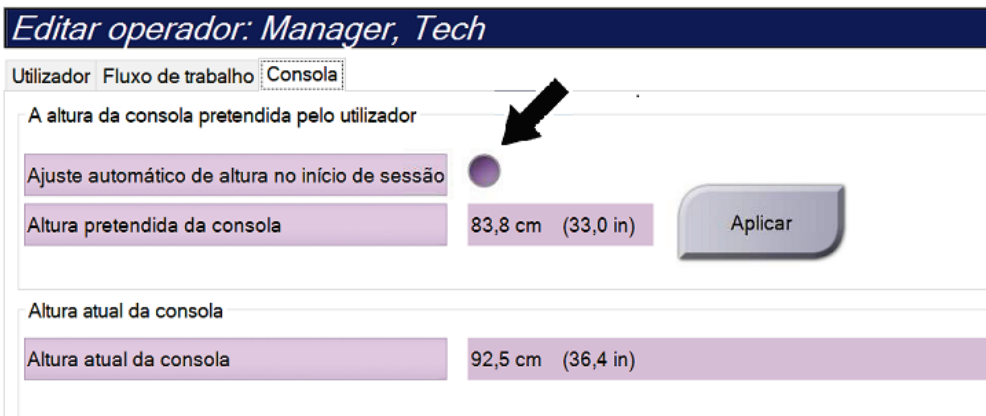 Editar operador: Manager, Tech
Utilizador Fluxo de trabalho Consola
A altura da consola pretendida pelo utilizador
Ajuste automático de altura no início de sessão
Altura pretendida da consola 83,8 cm (33,0 in) Aplicar
Altura atual da consola
Altura atual da consola 92,5 cm (36,4 in)